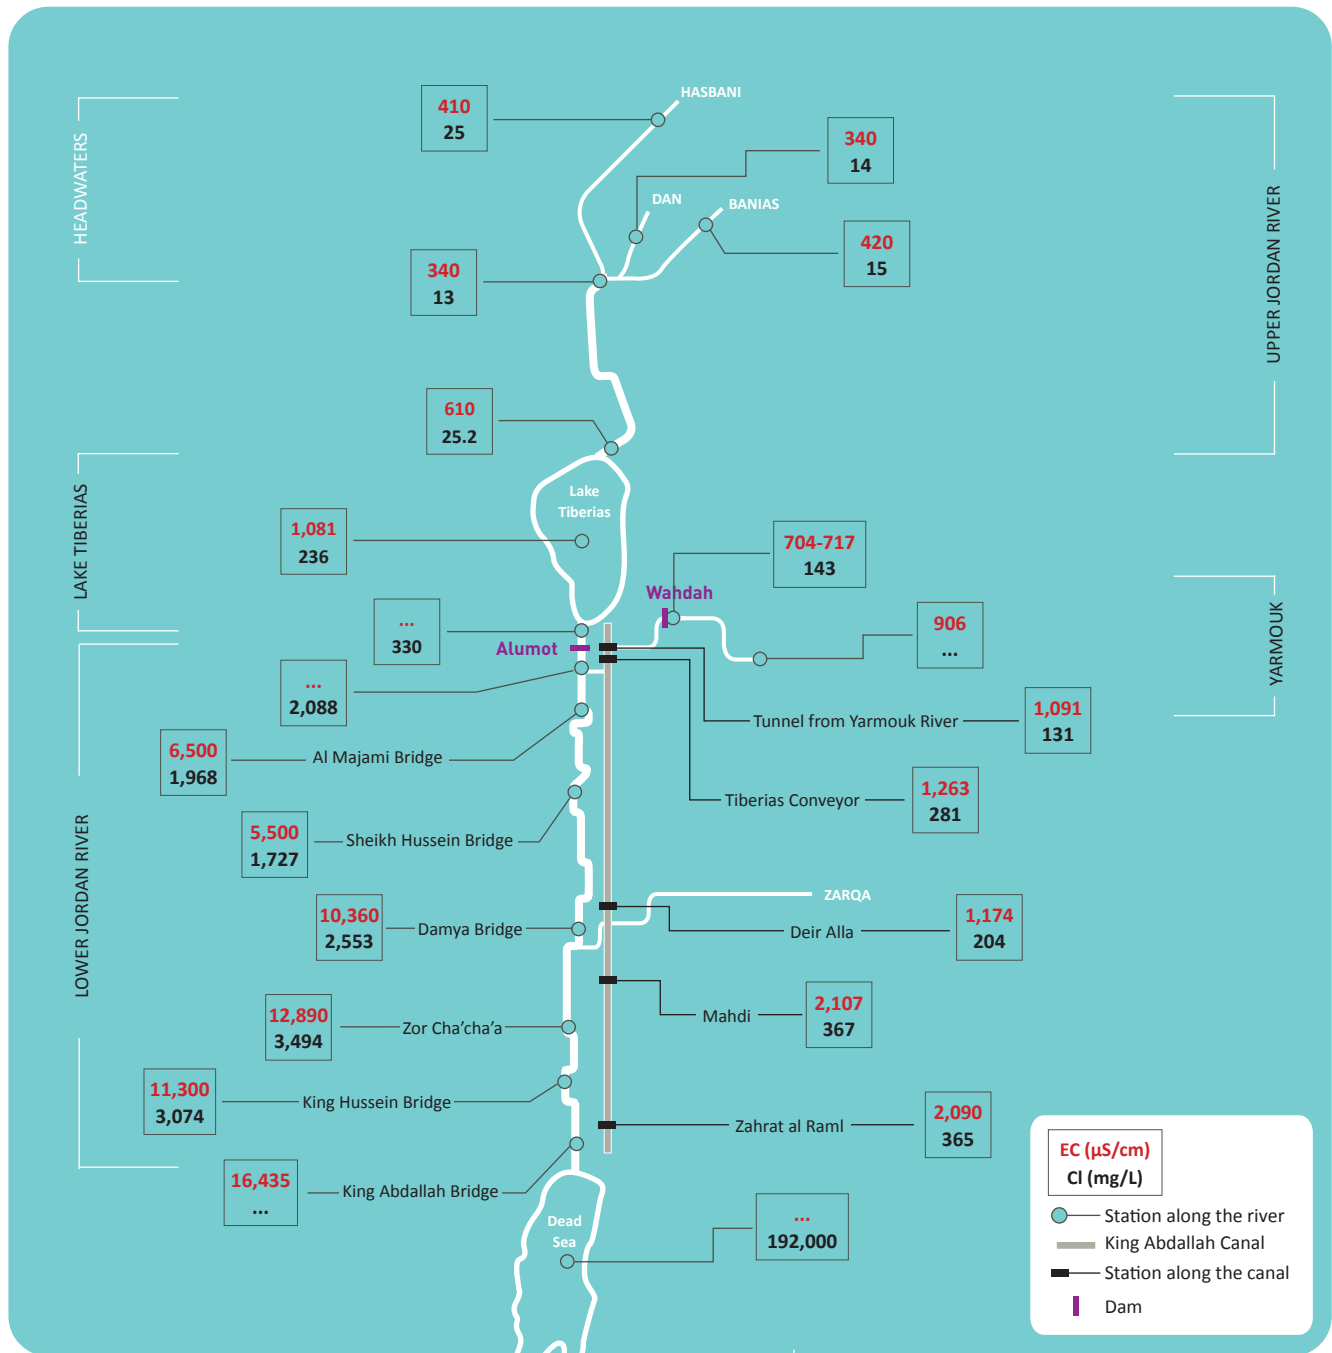 HASBANI
410
25
340
14
HEADWATERS
DAN
BANIAS
420
15
340
13
UPPER JORDAN RIVER
610
25.2
LAKE TIBERIAS
Lake
Tiberias
1,081
236
704-717
143
Wahdah
...
330
Alumot
906
...
YARMOUK
...
2,088
Tunnel from Yarmouk River
1,091
131
6,500
1,968
Al Majami Bridge
Tiberias Conveyor
1,263
281
5,500
1,727
Sheikh Hussein Bridge
LOWER JORDAN RIVER
ZARQA
10,360
2,553
Damya Bridge
Deir Alla
1,174
204
12,890
3,494
Zor Cha’cha’a
Mahdi
2,107
367
11,300
3,074
King Hussein Bridge
Zahrat al Raml
2,090
365
16,435
...
King Abdallah Bridge
Dead
Sea
...
192,000
EC (µS/cm)
Cl (mg/L)
Station along the river
King Abdallah Canal
Station along the canal
Dam